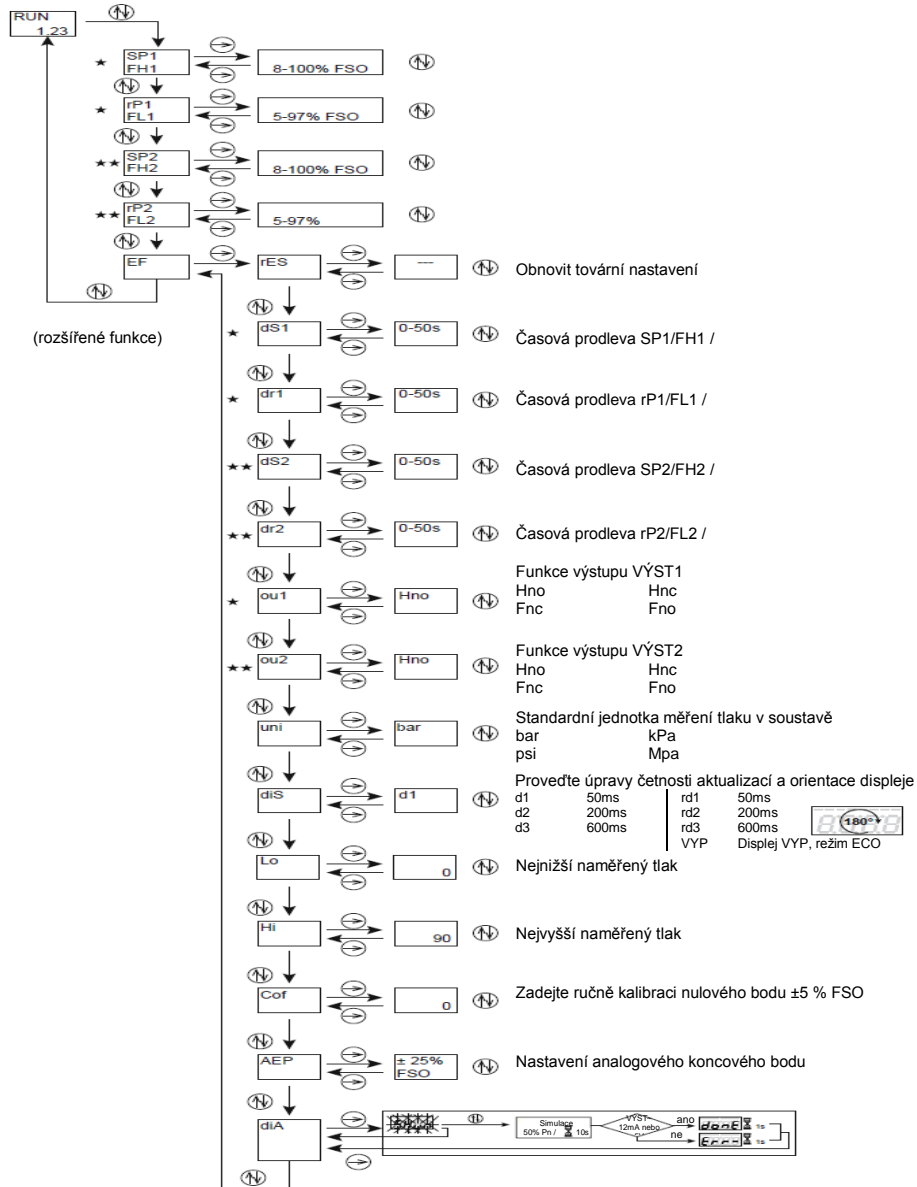 RUN
1.23
SP1
FH1
8-100% FSO
rP1
FL1
5-97% FSO
SP2
FH2
8-100% FSO
rP2
FL2
5-97%
EF
rES
---
Obnovit tovární nastavení
(rozšířené funkce)
dS1
0-50s
Časová prodleva SP1/FH1 /
dr1
0-50s
Časová prodleva rP1/FL1 /
dS2
0-50s
Časová prodleva SP2/FH2 /
dr2
0-50s
Časová prodleva rP2/FL2 /
Funkce výstupu VÝST1
ou1
Hno
Hno Hnc
Fnc Fno
Funkce výstupu VÝST2
ou2
Hno
Hno Hnc
Fnc Fno
Standardní jednotka měření tlaku v soustavě
uni
bar
bar kPa
psi Mpa
Proveďte úpravy četnosti aktualizací a orientace displeje
diS
d1
d1 50ms rd1 50ms
d2 200ms rd2 200ms
d3 600ms rd3 600ms
VYP Displej VYP, režim ECO
180°
Lo
0
Nejnižší naměřený tlak
Hi
90
Nejvyšší naměřený tlak
Cof
0
Zadejte ručně kalibraci nulového bodu ±5 % FSO
AEP
± 25%
FSO
Nastavení analogového koncového bodu
diA
Simulace
50% Pn / 10s
VÝST
12mA nebo
ano
donE 1s
ne
Err- 1s